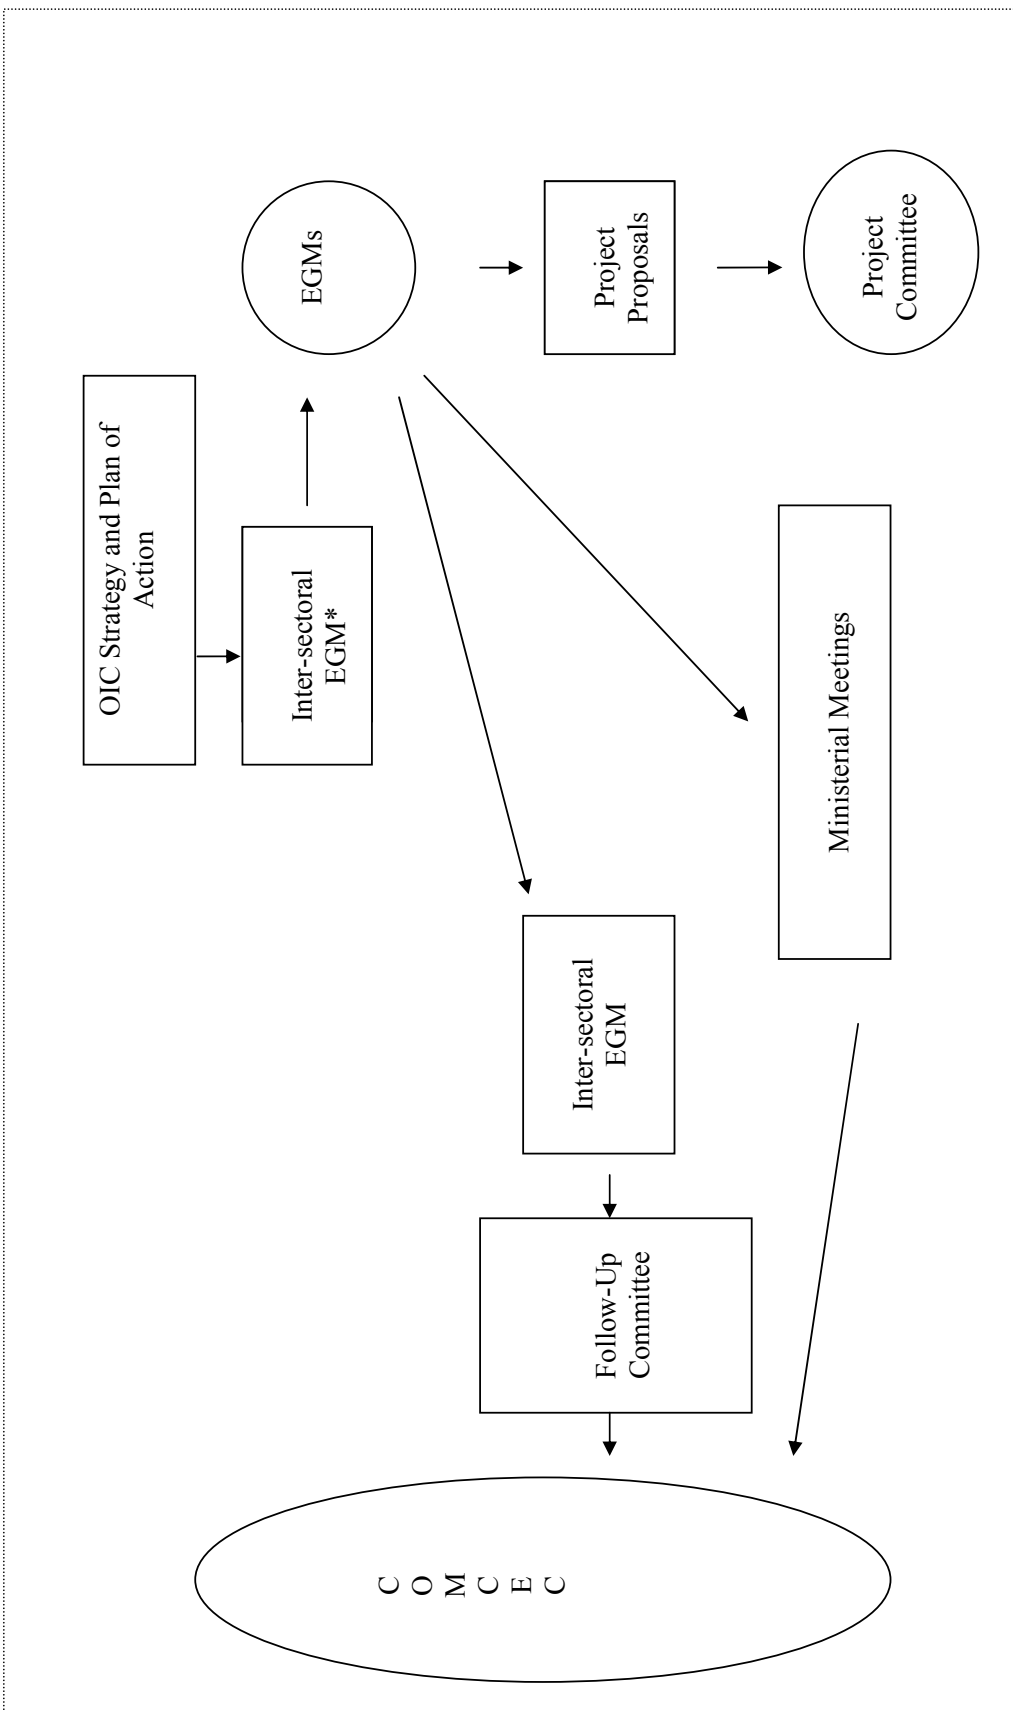 OIC Strategy and Plan of
Action
Inter-sectoral
EGM*
EGMs
C
O
M
C
E
C
Follow-Up
Committee
Inter-sectoral
EGM
Project
Proposals
Ministerial Meetings
Project
Committee